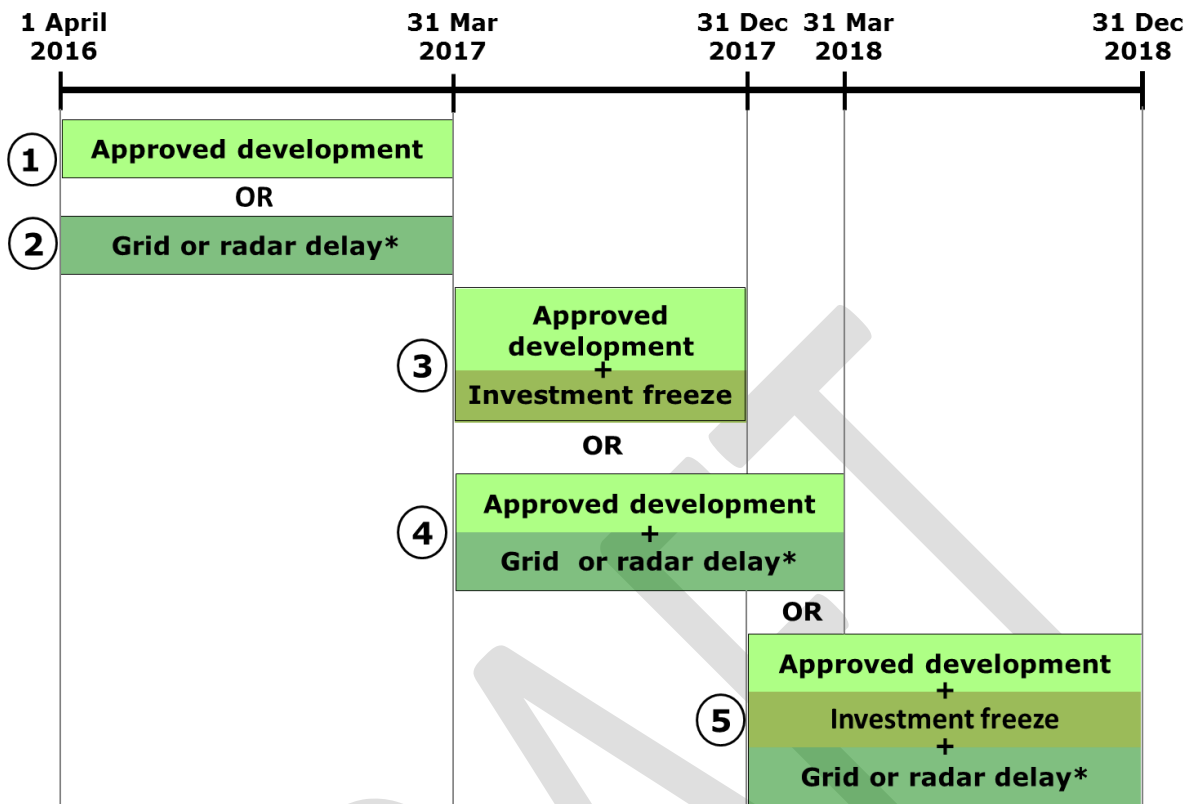 1 April 31 Mar 31 Dec 31 Mar 31 Dec
2016 2017 2017 2018 2018
1 Approved development
OR
2 Grid or radar delay*
Approved
development
3 +
Investment freeze
OR
Approved development
4 +
Grid or radar delay*
OR
Approved development
+
5 Investment freeze
+
Grid or radar delay*